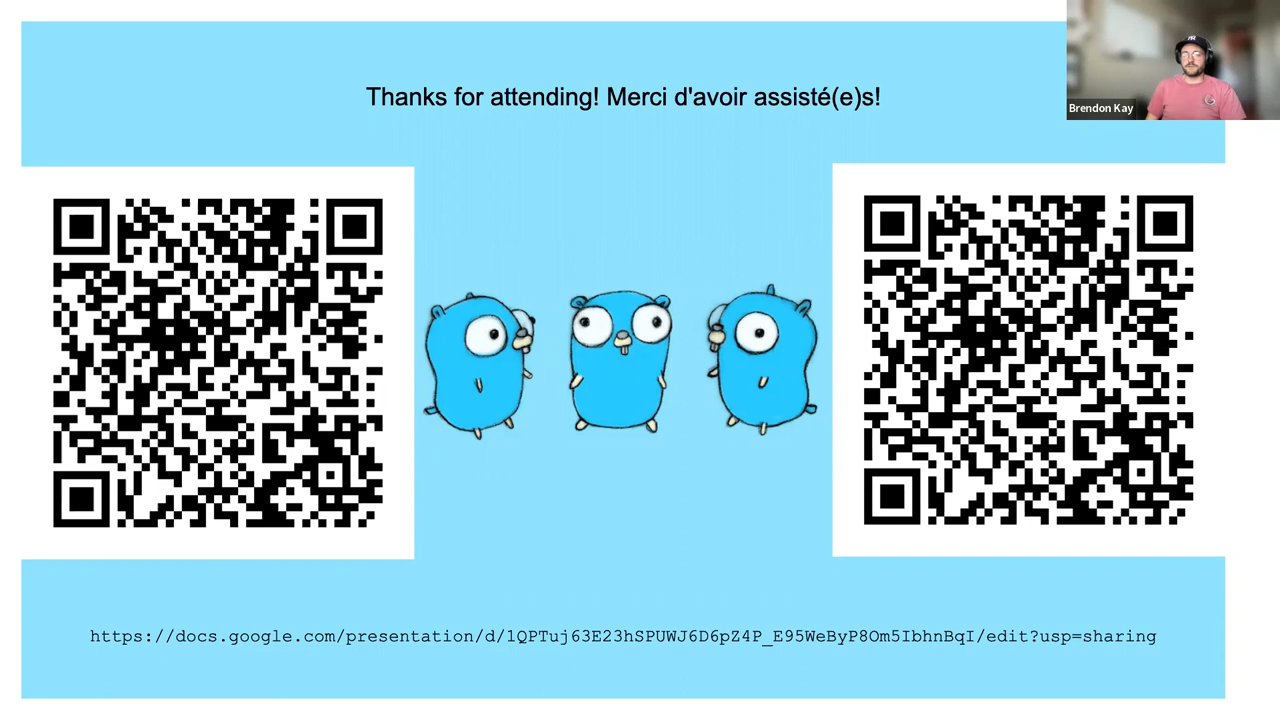 Thanks for attending! Merci d'avoir assisté(e)s!
Brendon Kay
https://docs.google.com/presentation/d/1QPTuj63E23hSPUWJ6D6pZ4P_E95WeByP8Om5IbhnBqI/edit?usp=sharing